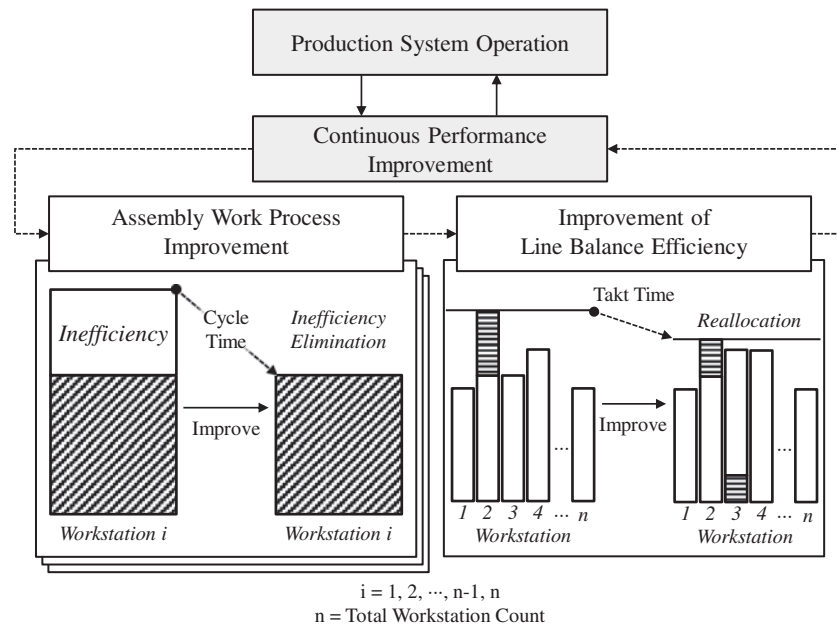 Production System Operation
Continuous Performance
Improvement
Assembly Work Process
Improvement
Improvement of
Line Balance Efficiency
Inefficiency
Cycle
Time
Inefficiency
Elimination
Improve
Workstation i
Workstation i
Takt Time
Reallocation
Improve
...
...
1 2 3 4 ... n
Workstation
1 2 3 4 ... n
Workstation
i = 1, 2, ···, n-1, n
n = Total Workstation Count